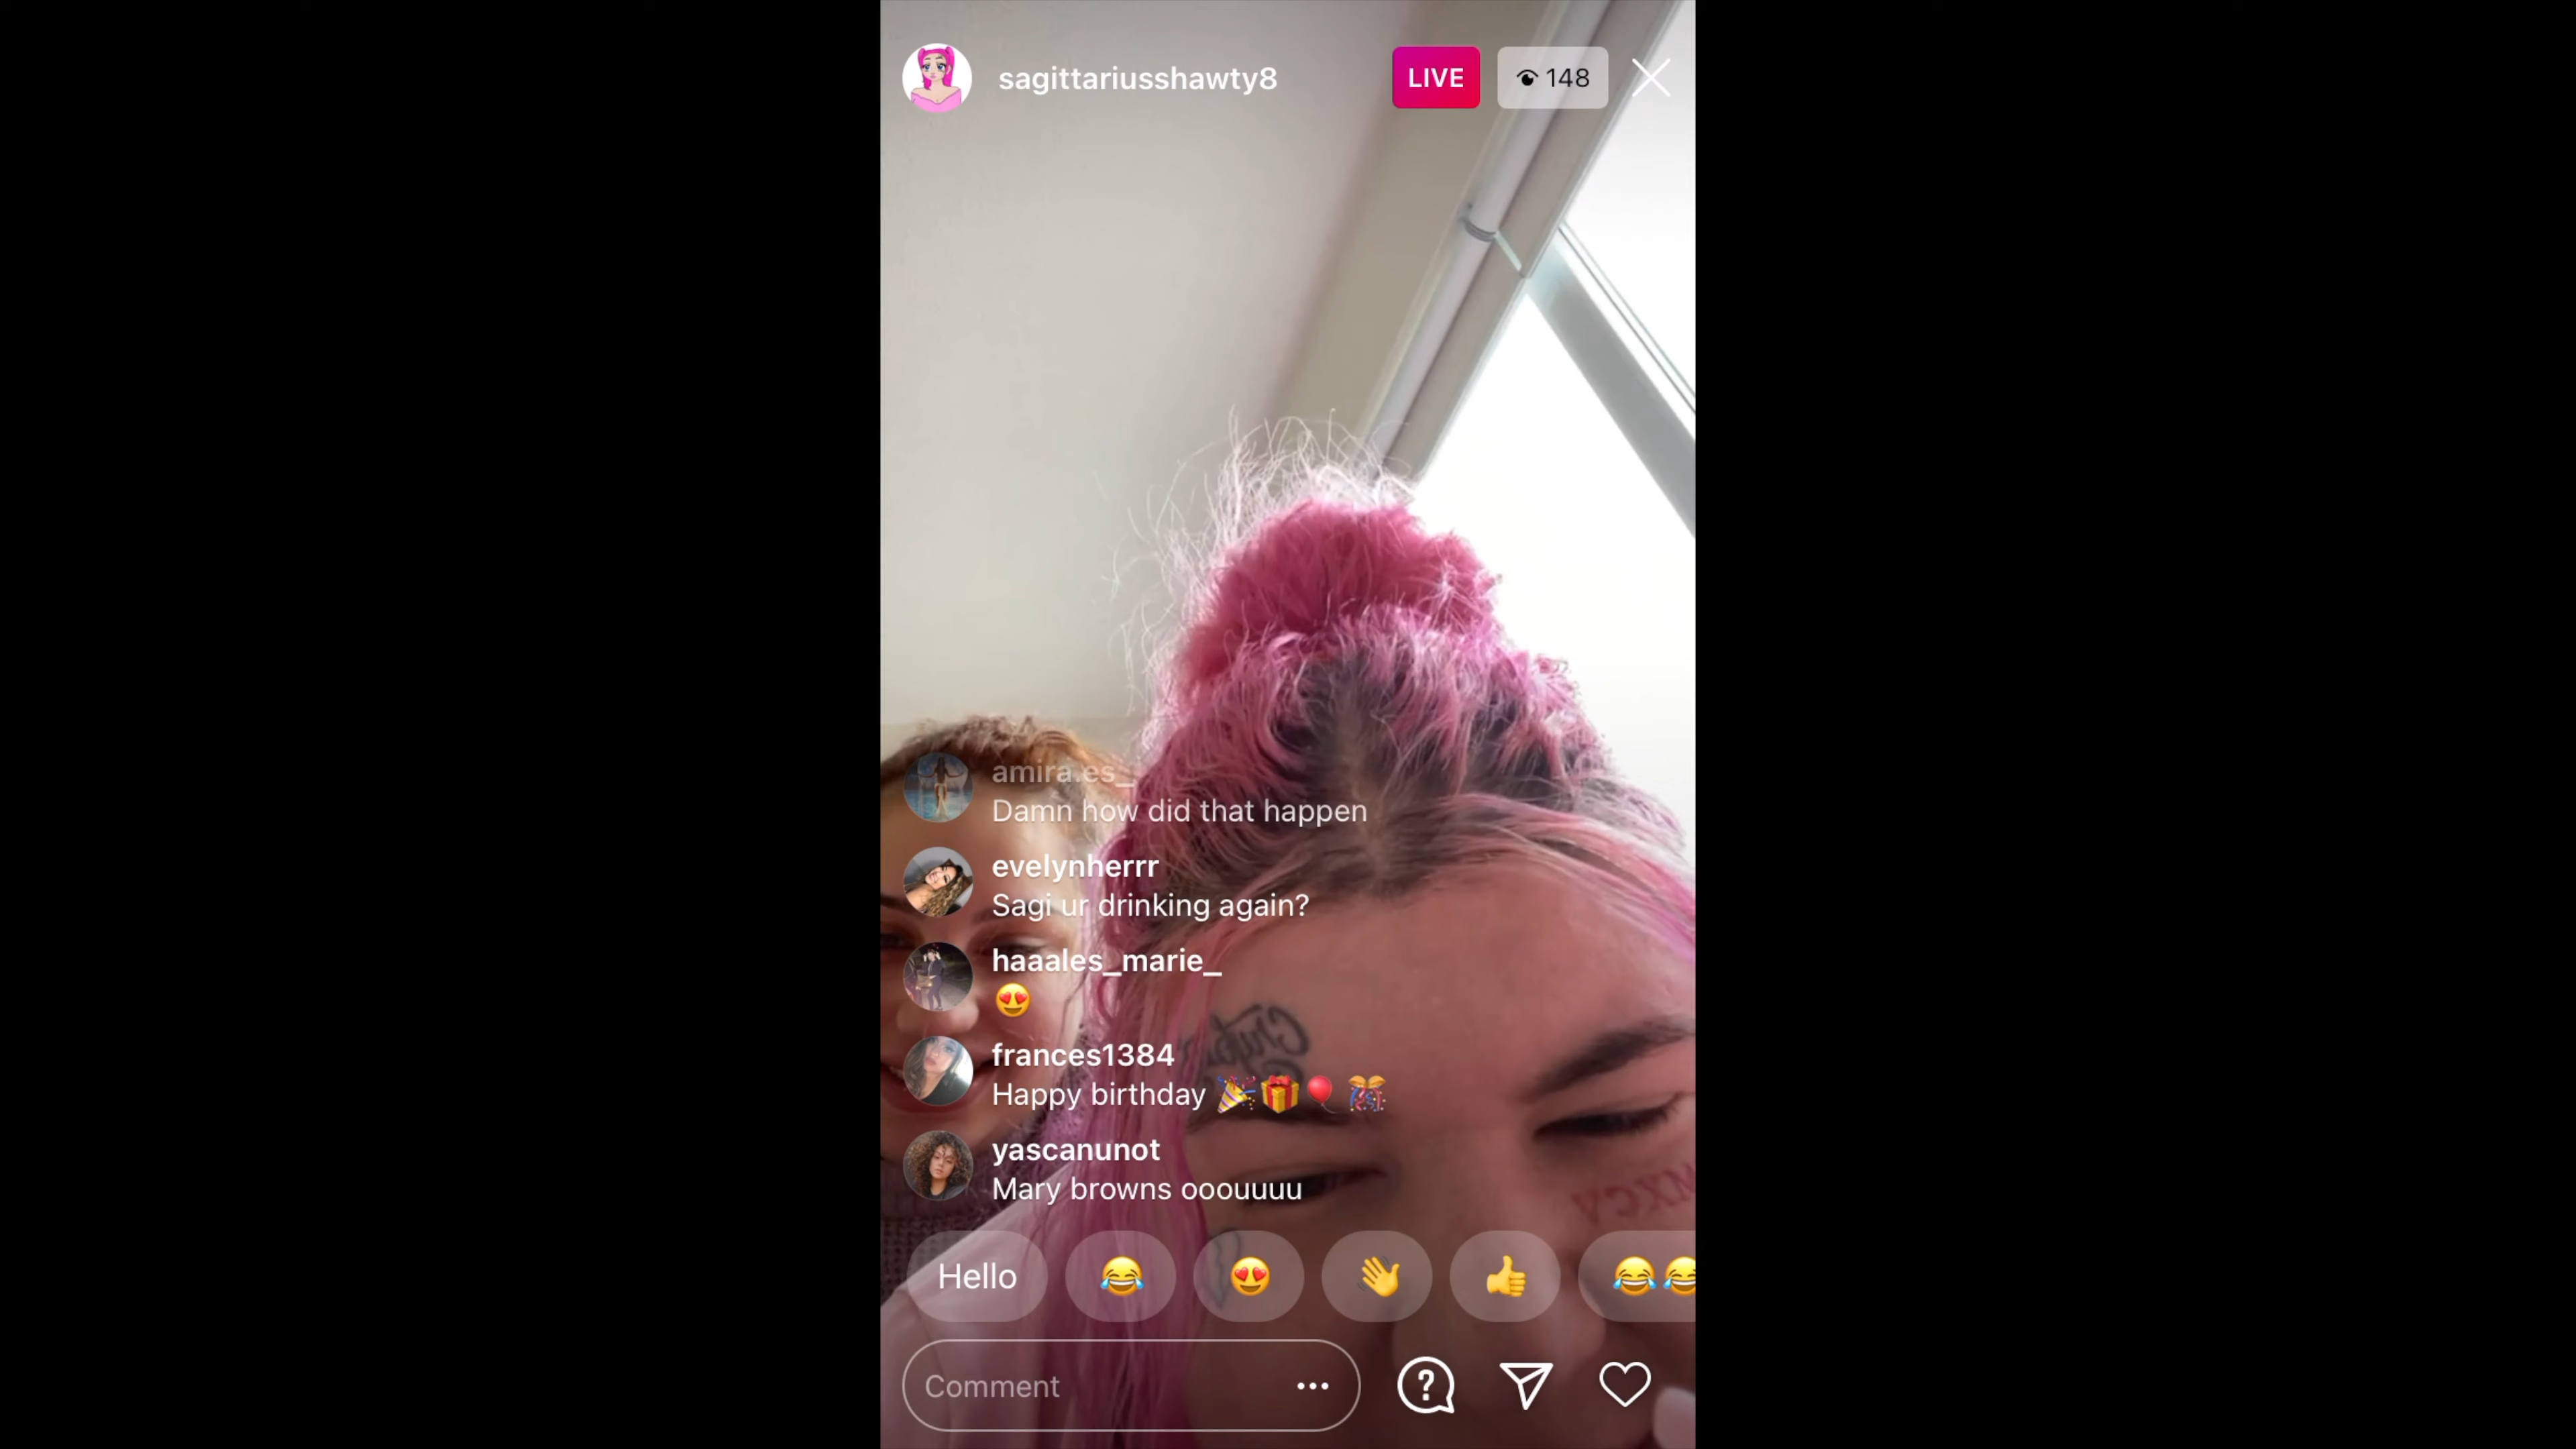 sagittariusshawty8
LIVE
148
amira.es_
Damn how did that happen
evelynherrr
Sagi ur drinking again?
haaales_marie_
😍
frances1384
Happy birthday 🎉🎁🎈🎊
yascanunot
Mary browns ooouuuu
Hello 😂 😍 👋 👍 😂😂
Comment